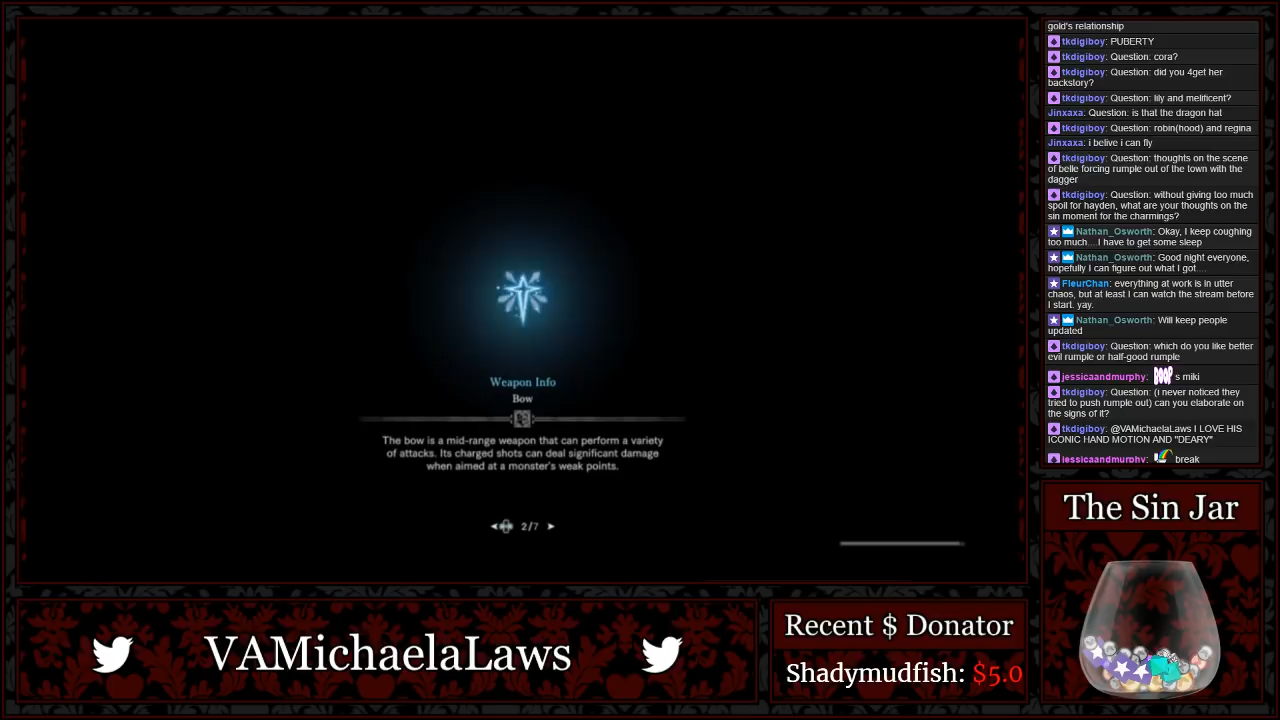 Weapon Info
Bow
The bow is a mid-range weapon that can perform a variety
of attacks. Its charged shots can deal significant damage
when aimed at a monster's weak points.
2/7
gold's relationship
tkdigiboy: PUBERTY
tkdigiboy: Question: cora?
tkdigiboy: Question: did you 4get her
backstory?
tkdigiboy: Question: lily and melificent?
Jinxaxa: Question: is that the dragon hat
tkdigiboy: Question: robin(hood) and regina
Jinxaxa: i belive i can fly
tkdigiboy: Question: thoughts on the scene
of belle forcing rumple out of the town with the
dagger
tkdigiboy: Question: without giving too much
spoil for hayden, what are your thoughts on the
sin moment for the charmings?
Nathan_Osworth: Okay, I keep coughing
too much....I have to get some sleep
Nathan_Osworth: Good night everyone,
hopefully I can figure out what I got....
FleurChan: everything at work is in utter
chaos, but at least I can watch the stream before
I start. yay.
Nathan_Osworth: Will keep people
updated
tkdigiboy: Question: which do you like better
evil rumple or half-good rumple
jessicaandmurphy: BOOP s miki
tkdigiboy: Question: (i never noticed they
tried to push rumple out) can you elaborate on
the signs of it?
tkdigiboy: @VAMichaelaLaws I LOVE HIS
ICONIC HAND MOTION AND "DEARY"
jessicaandmurphy: break
The Sin Jar
VAMichaelaLaws
Recent $ Donator
Shadymudfish: $5.0